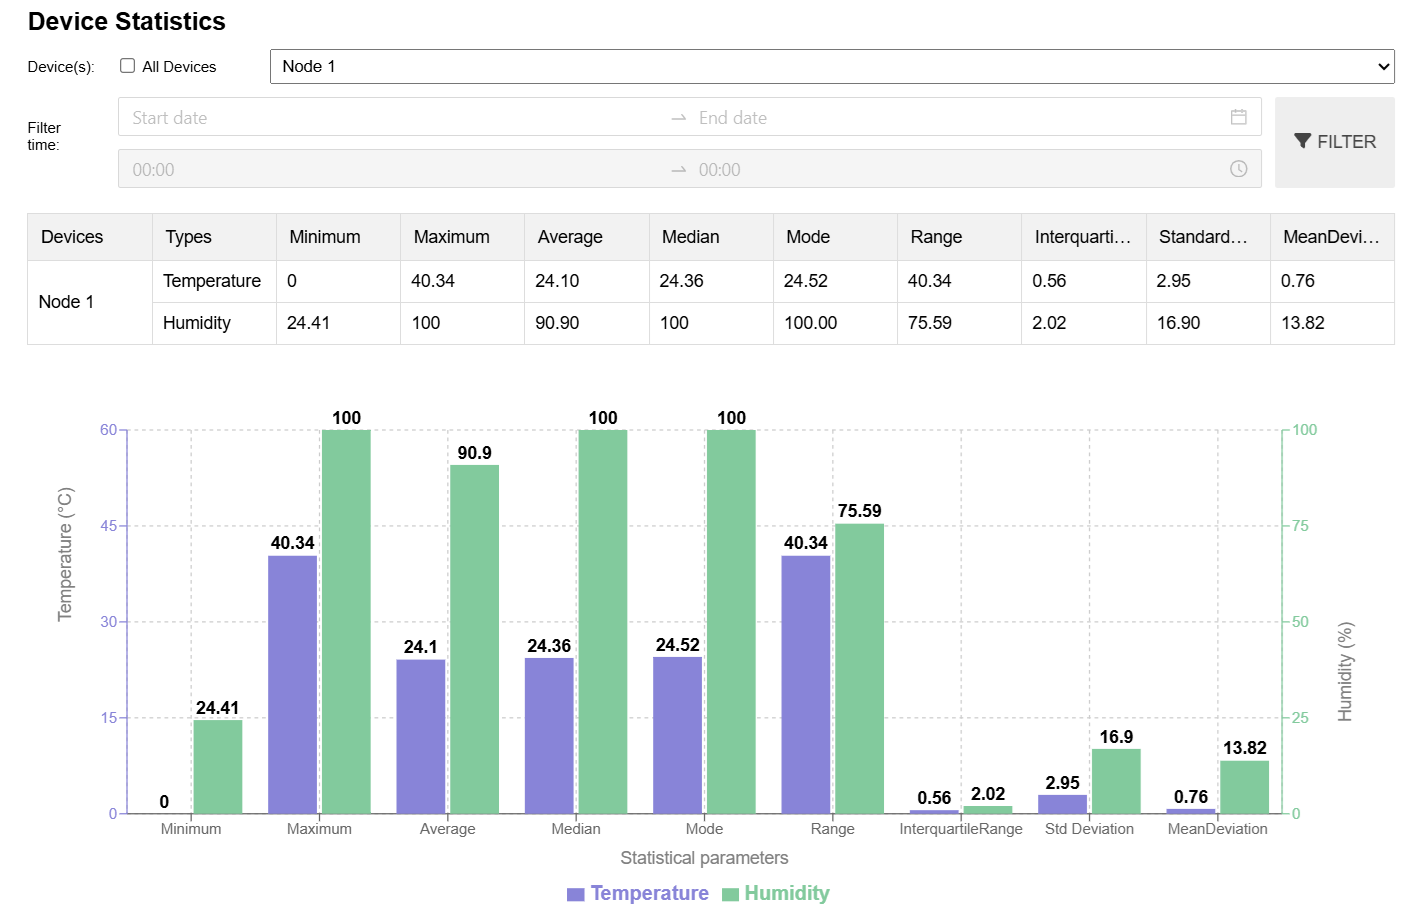 Device Statistics
Device(s): All Devices Node 1
Start date → End date
Filter
time:
FILTER
00:00 → 00:00
Devices Types Minimum Maximum Average Median Mode Range Interquarti... Standard... MeanDevi...
Node 1
Temperature 0 40.34 24.10 24.36 24.52 40.34 0.56 2.95 0.76
Humidity 24.41 100 90.90 100 100.00 75.59 2.02 16.90 13.82
100 100 100
60 100
90.9
75.59
40.34 40.34
45 75
24.1 24.36 24.52
30 50
24.41
15 25
16.9
13.82
2.95
0 0.56 2.02 0.76
0 0
Temperature (°C)
Humidity (%)
Minimum Maximum Average Median Mode Range InterquartileRange Std Deviation MeanDeviation
Statistical parameters
Temperature Humidity